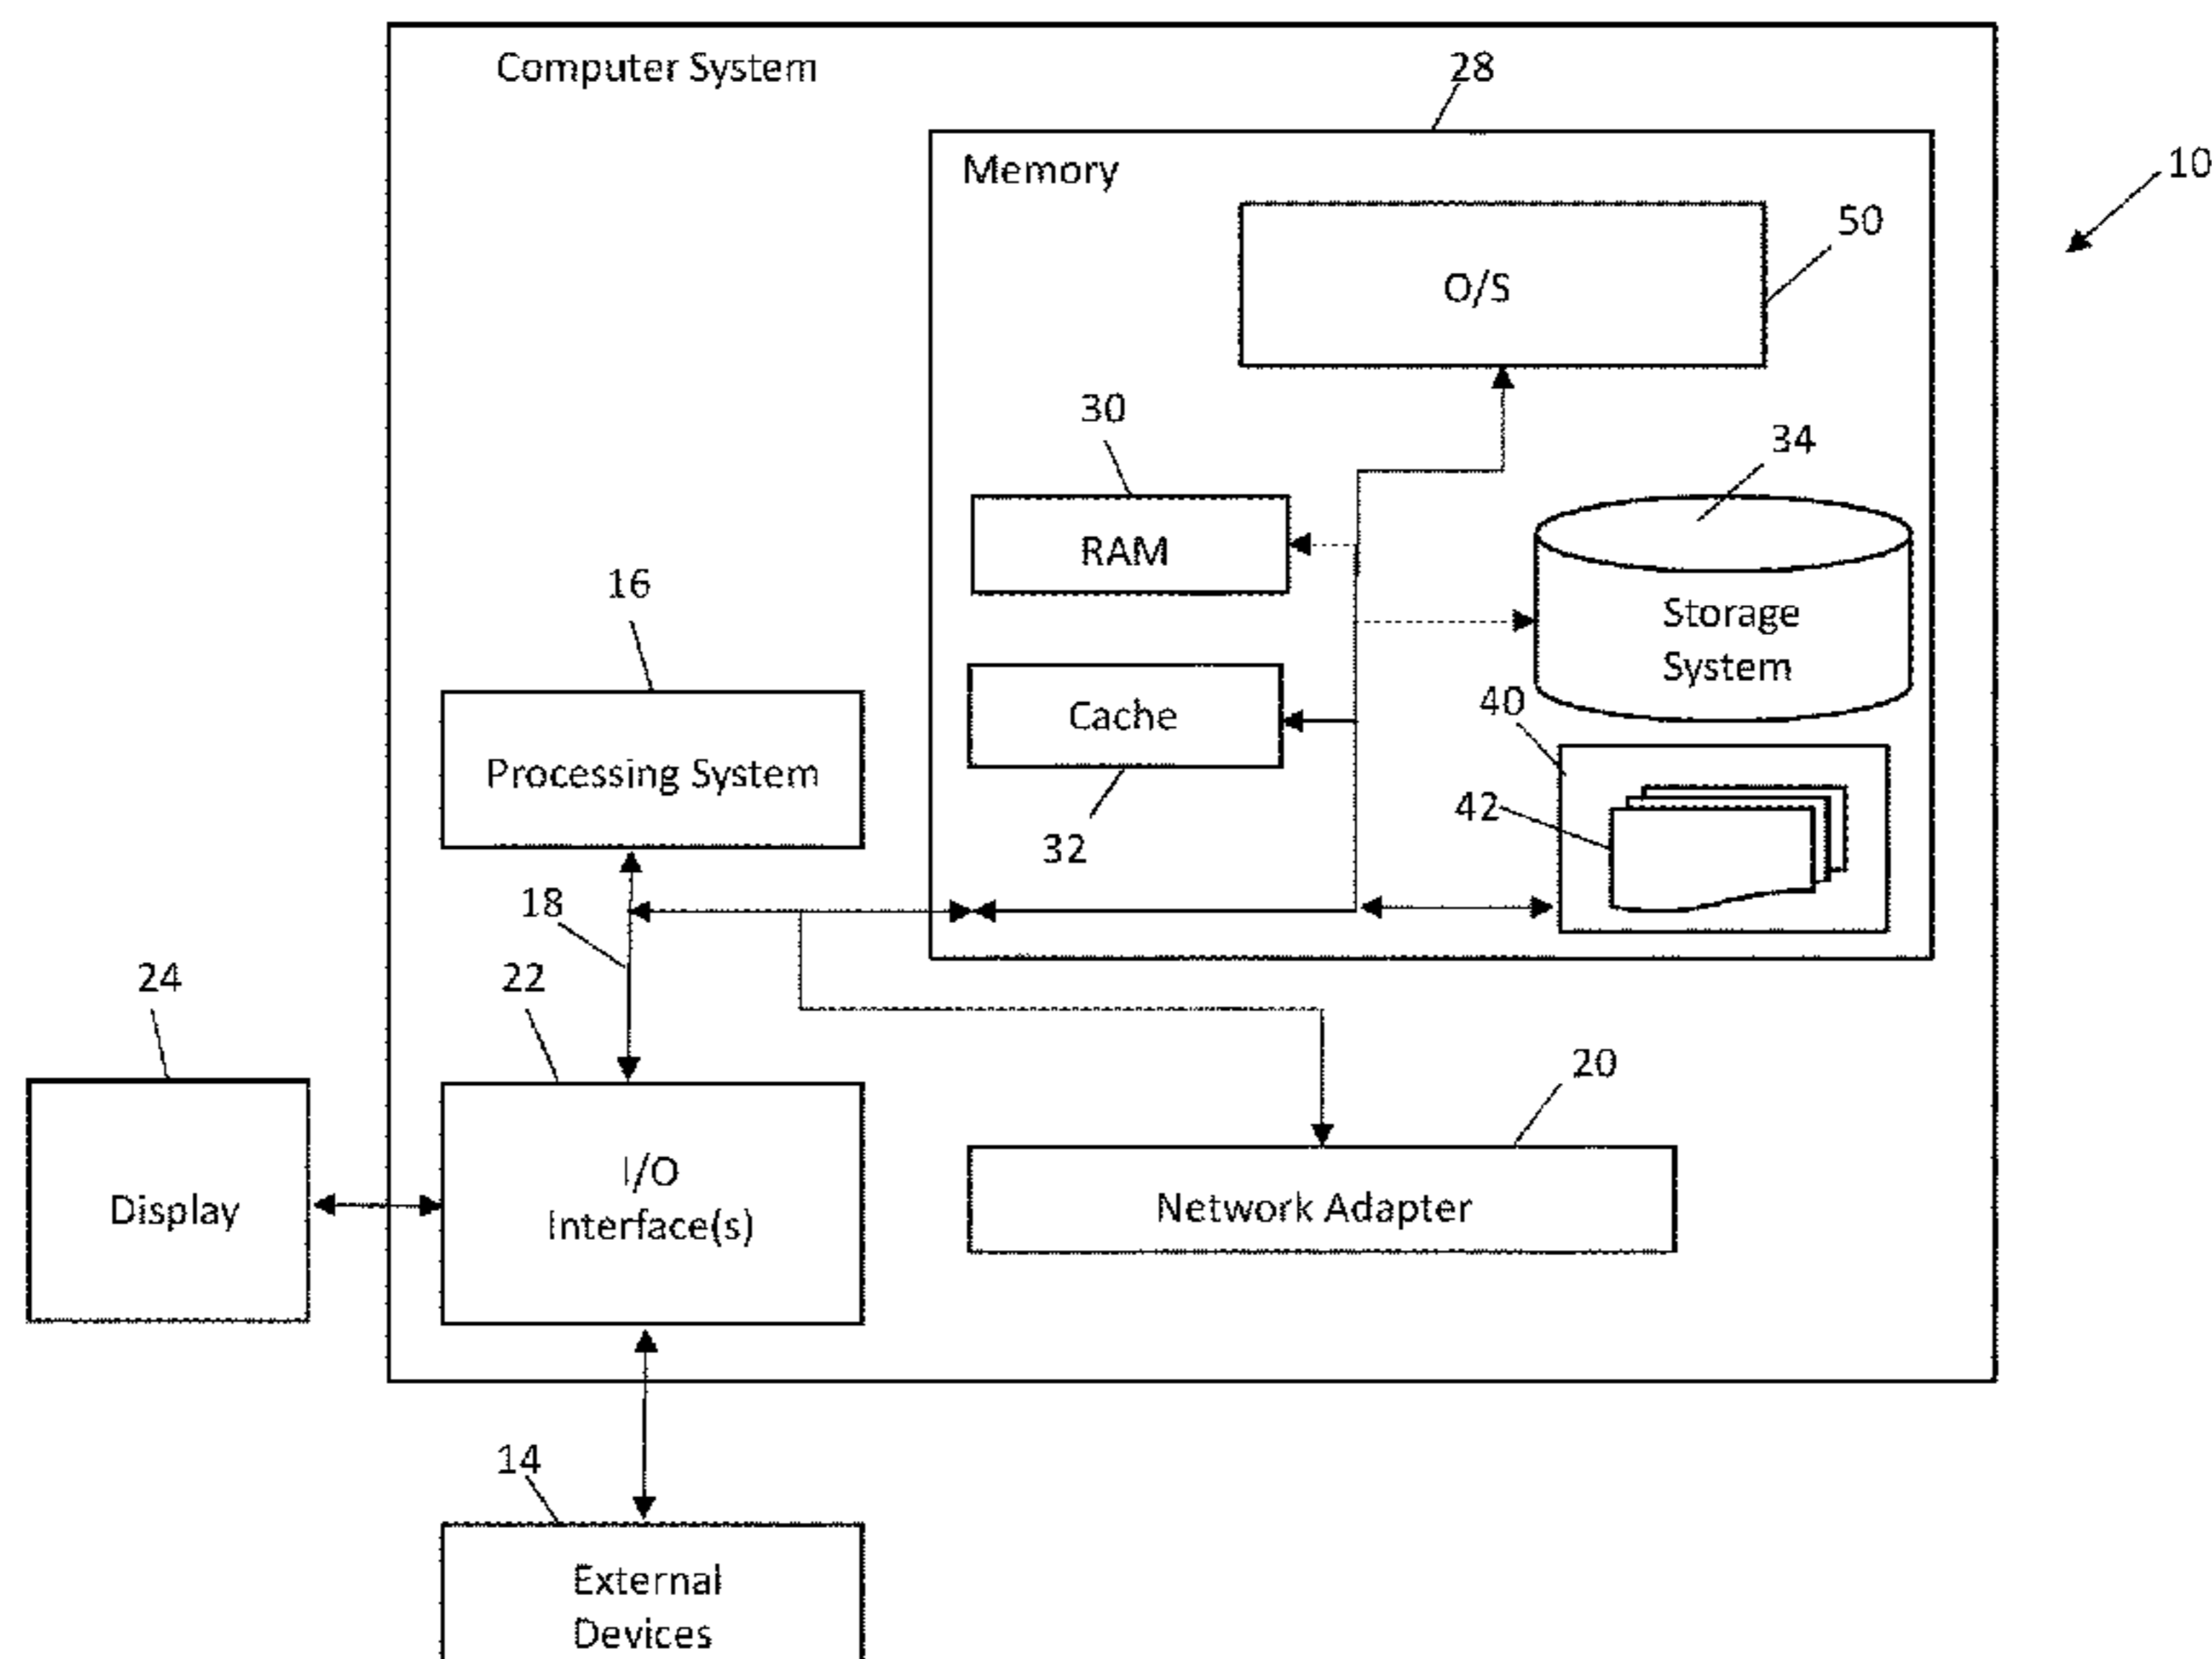 Computer System
28
Memory
10
50
O/S
30
34
RAM
16
Storage
System
Cache
40
Processing System
42
32
18
22
24
20
I/O
Interface(s)
Display
Network Adapter
14
External
Devices